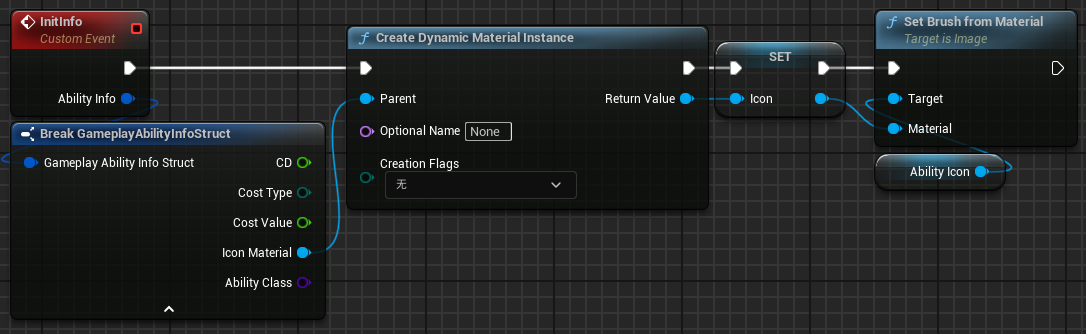 InitInfo
Custom Event
Ability Info
Break GameplayAbilityInfoStruct
Gameplay Ability Info Struct
CD
Cost Type
Cost Value
Icon Material
Ability Class
Create Dynamic Material Instance
Parent
Return Value
Optional Name
None
Creation Flags
无
SET
Icon
Set Brush from Material
Target is Image
Target
Material
Ability Icon